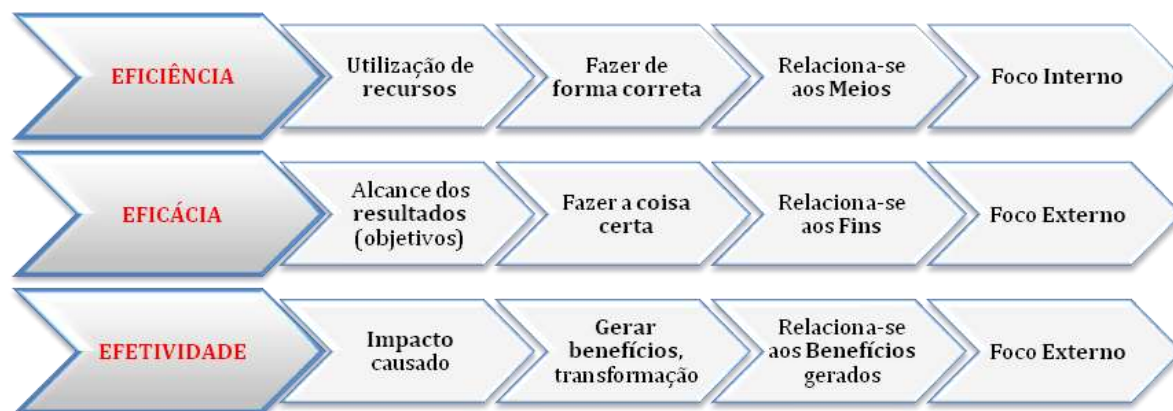 EFICIÊNCIA
Utilização de
recursos
Fazer de
forma correta
Relaciona-se
aos Meios
Foco Interno
EFICÁCIA
Alcance dos
resultados
(objetivos)
Fazer a coisa
certa
Relaciona-se
aos Fins
Foco Externo
EFETIVIDADE
Impacto
causado
Gerar
benefícios,
transformação
Relaciona-se
aos Benefícios
gerados
Foco Externo